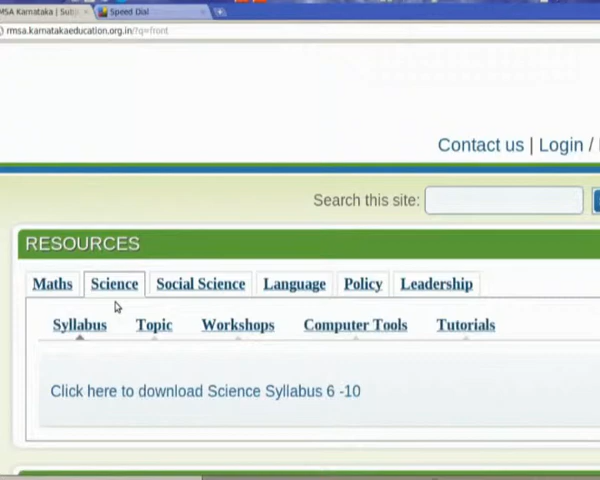 MSA Karnataka | Subj
Speed Dial
rmsa.karnatakaeducation.org.in/?q=front
Contact us | Login /
Search this site:
RESOURCES
Maths Science Social Science Language Policy Leadership
Syllabus Topic Workshops Computer Tools Tutorials
Click here to download Science Syllabus 6 -10